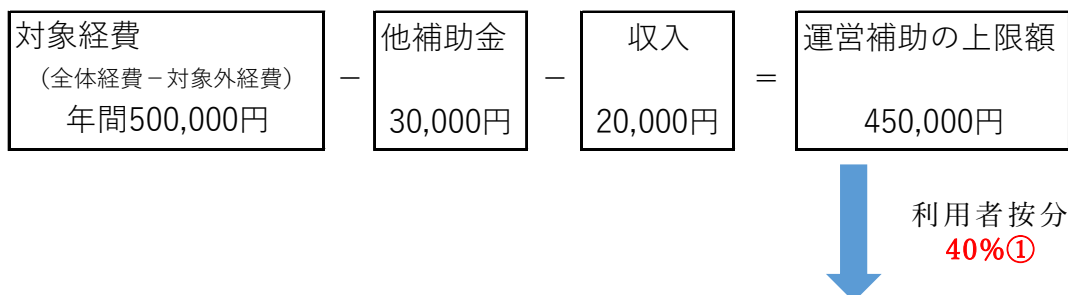 対象経費
(全体経費－対象外経費)
年間500,000円
－
他補助金
30,000円
－
収入
20,000円
＝
運営補助の上限額
450,000円
利用者按分
40%①